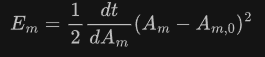 E_m = \frac{1}{2} \frac{dt}{dA_m} (A_m - A_{m,0})^2